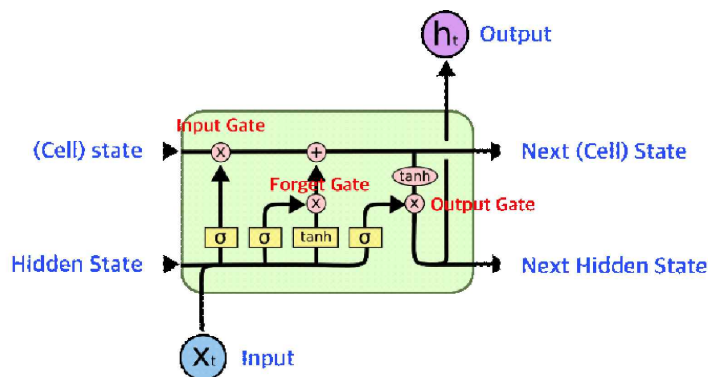 hₜ Output
Input Gate
(Cell) state
x
+
Next (Cell) State
tanh
Forget Gate
x
x
Output Gate
σ
σ
tanh
σ
Hidden State
Next Hidden State
Xₜ Input